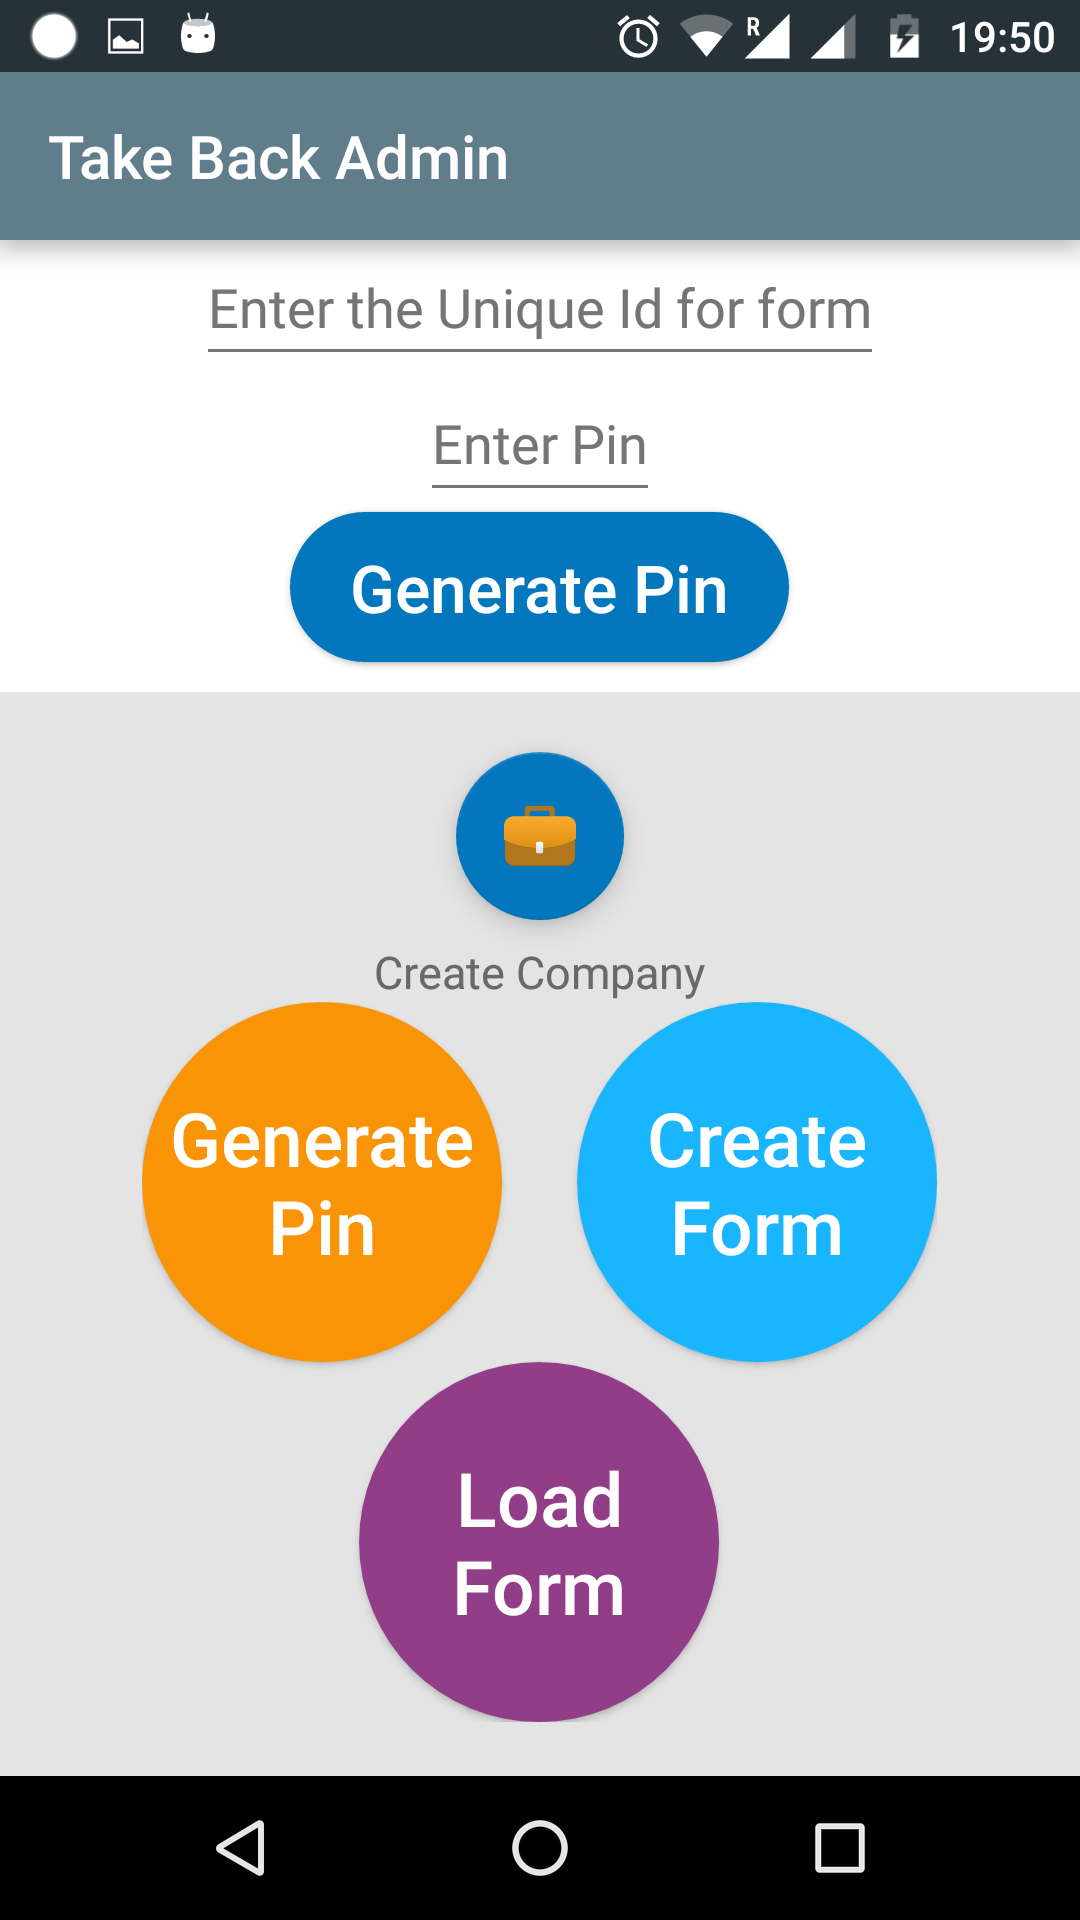 R
19:50
Take Back Admin
Enter the Unique Id for form
Enter Pin
Generate Pin
Create Company
Generate
Pin
Create
Form
Load
Form